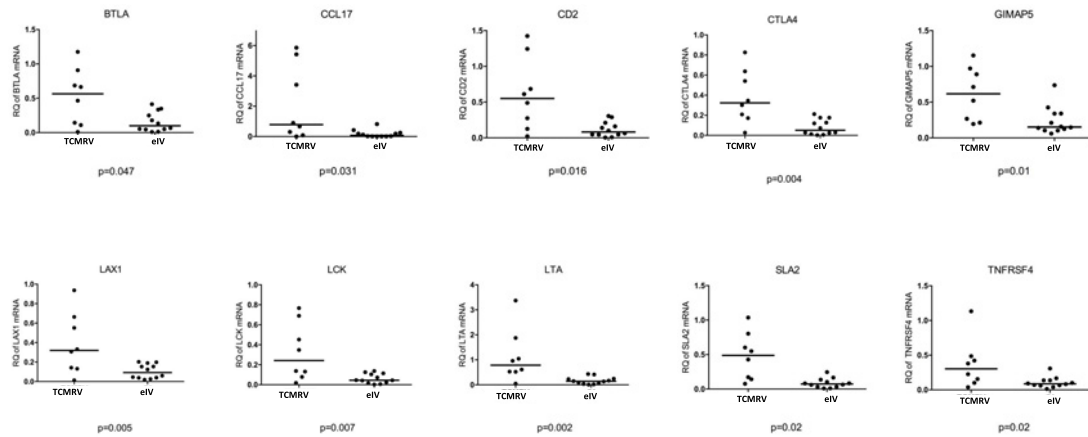 BTLA
RQ of BTLA mRNA
1.5
1.0
0.5
0.0
TCMRV eIV
p=0.047
CCL17
RQ of CCL17 mRNA
6
4
2
0
TCMRV eIV
p=0.031
CD2
RQ of CD2 mRNA
1.5
1.0
0.5
0.0
TCMRV eIV
p=0.016
CTLA4
RQ of CTLA4 mRNA
1.0
0.8
0.6
0.4
0.2
0.0
TCMRV eIV
p=0.004
GIMAP5
RQ of GIMAP5 mRNA
1.5
1.0
0.5
0.0
TCMRV eIV
p=0.01
LAX1
RQ of LAX1 mRNA
1.0
0.8
0.6
0.4
0.2
0.0
TCMRV eIV
p=0.005
LCK
RQ of LCK mRNA
1.0
0.8
0.6
0.4
0.2
0.0
TCMRV eIV
p=0.007
LTA
RQ of LTA mRNA
4
3
2
1
0
TCMRV eIV
p=0.002
SLA2
RQ of SLA2 mRNA
1.5
1.0
0.5
0.0
TCMRV eIV
p=0.02
TNFRSF4
RQ of TNFRSF4 mRNA
1.5
1.0
0.5
0.0
TCMRV eIV
p=0.02